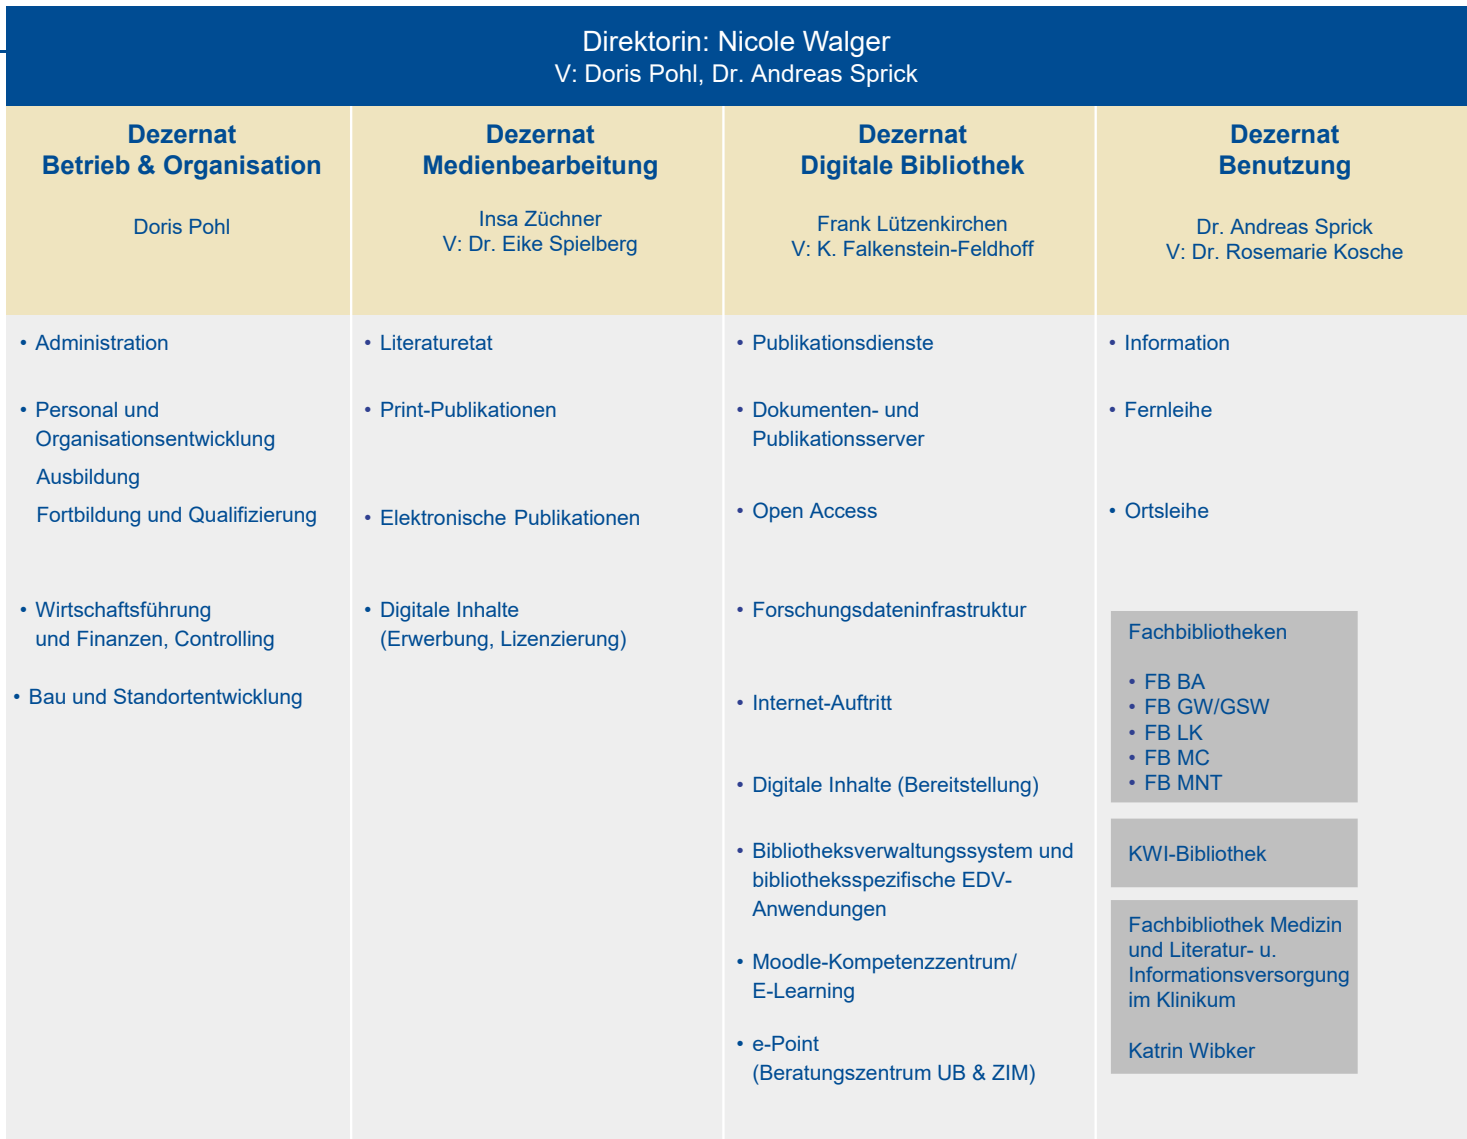 Direktorin: Nicole Walger
V: Doris Pohl, Dr. Andreas Sprick
Dezernat
Betrieb & Organisation
Doris Pohl
• Administration
• Personal und
Organisationsentwicklung
Ausbildung
Fortbildung und Qualifizierung
• Wirtschaftsführung
und Finanzen, Controlling
• Bau und Standortentwicklung
Dezernat
Medienbearbeitung
Insa Züchner
V: Dr. Eike Spielberg
• Literaturetat
• Print-Publikationen
• Elektronische Publikationen
• Digitale Inhalte
(Erwerbung, Lizenzierung)
Dezernat
Digitale Bibliothek
Frank Lützenkirchen
V: K. Falkenstein-Feldhoff
• Publikationsdienste
• Dokumenten- und
Publikationsserver
• Open Access
• Forschungsdateninfrastruktur
• Internet-Auftritt
• Digitale Inhalte (Bereitstellung)
• Bibliotheksverwaltungssystem und
bibliotheksspezifische EDV-
Anwendungen
• Moodle-Kompetenzzentrum/
E-Learning
• e-Point
(Beratungszentrum UB & ZIM)
Dezernat
Benutzung
Dr. Andreas Sprick
V: Dr. Rosemarie Kosche
• Information
• Fernleihe
• Ortsleihe
Fachbibliotheken
• FB BA
• FB GW/GSW
• FB LK
• FB MC
• FB MNT
KWI-Bibliothek
Fachbibliothek Medizin
und Literatur- u.
Informationsversorgung
im Klinikum
Katrin Wibker